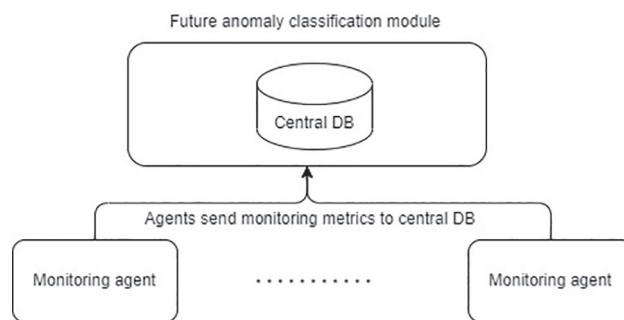 Future anomaly classification module
Central DB
Agents send monitoring metrics to central DB
Monitoring agent
Monitoring agent